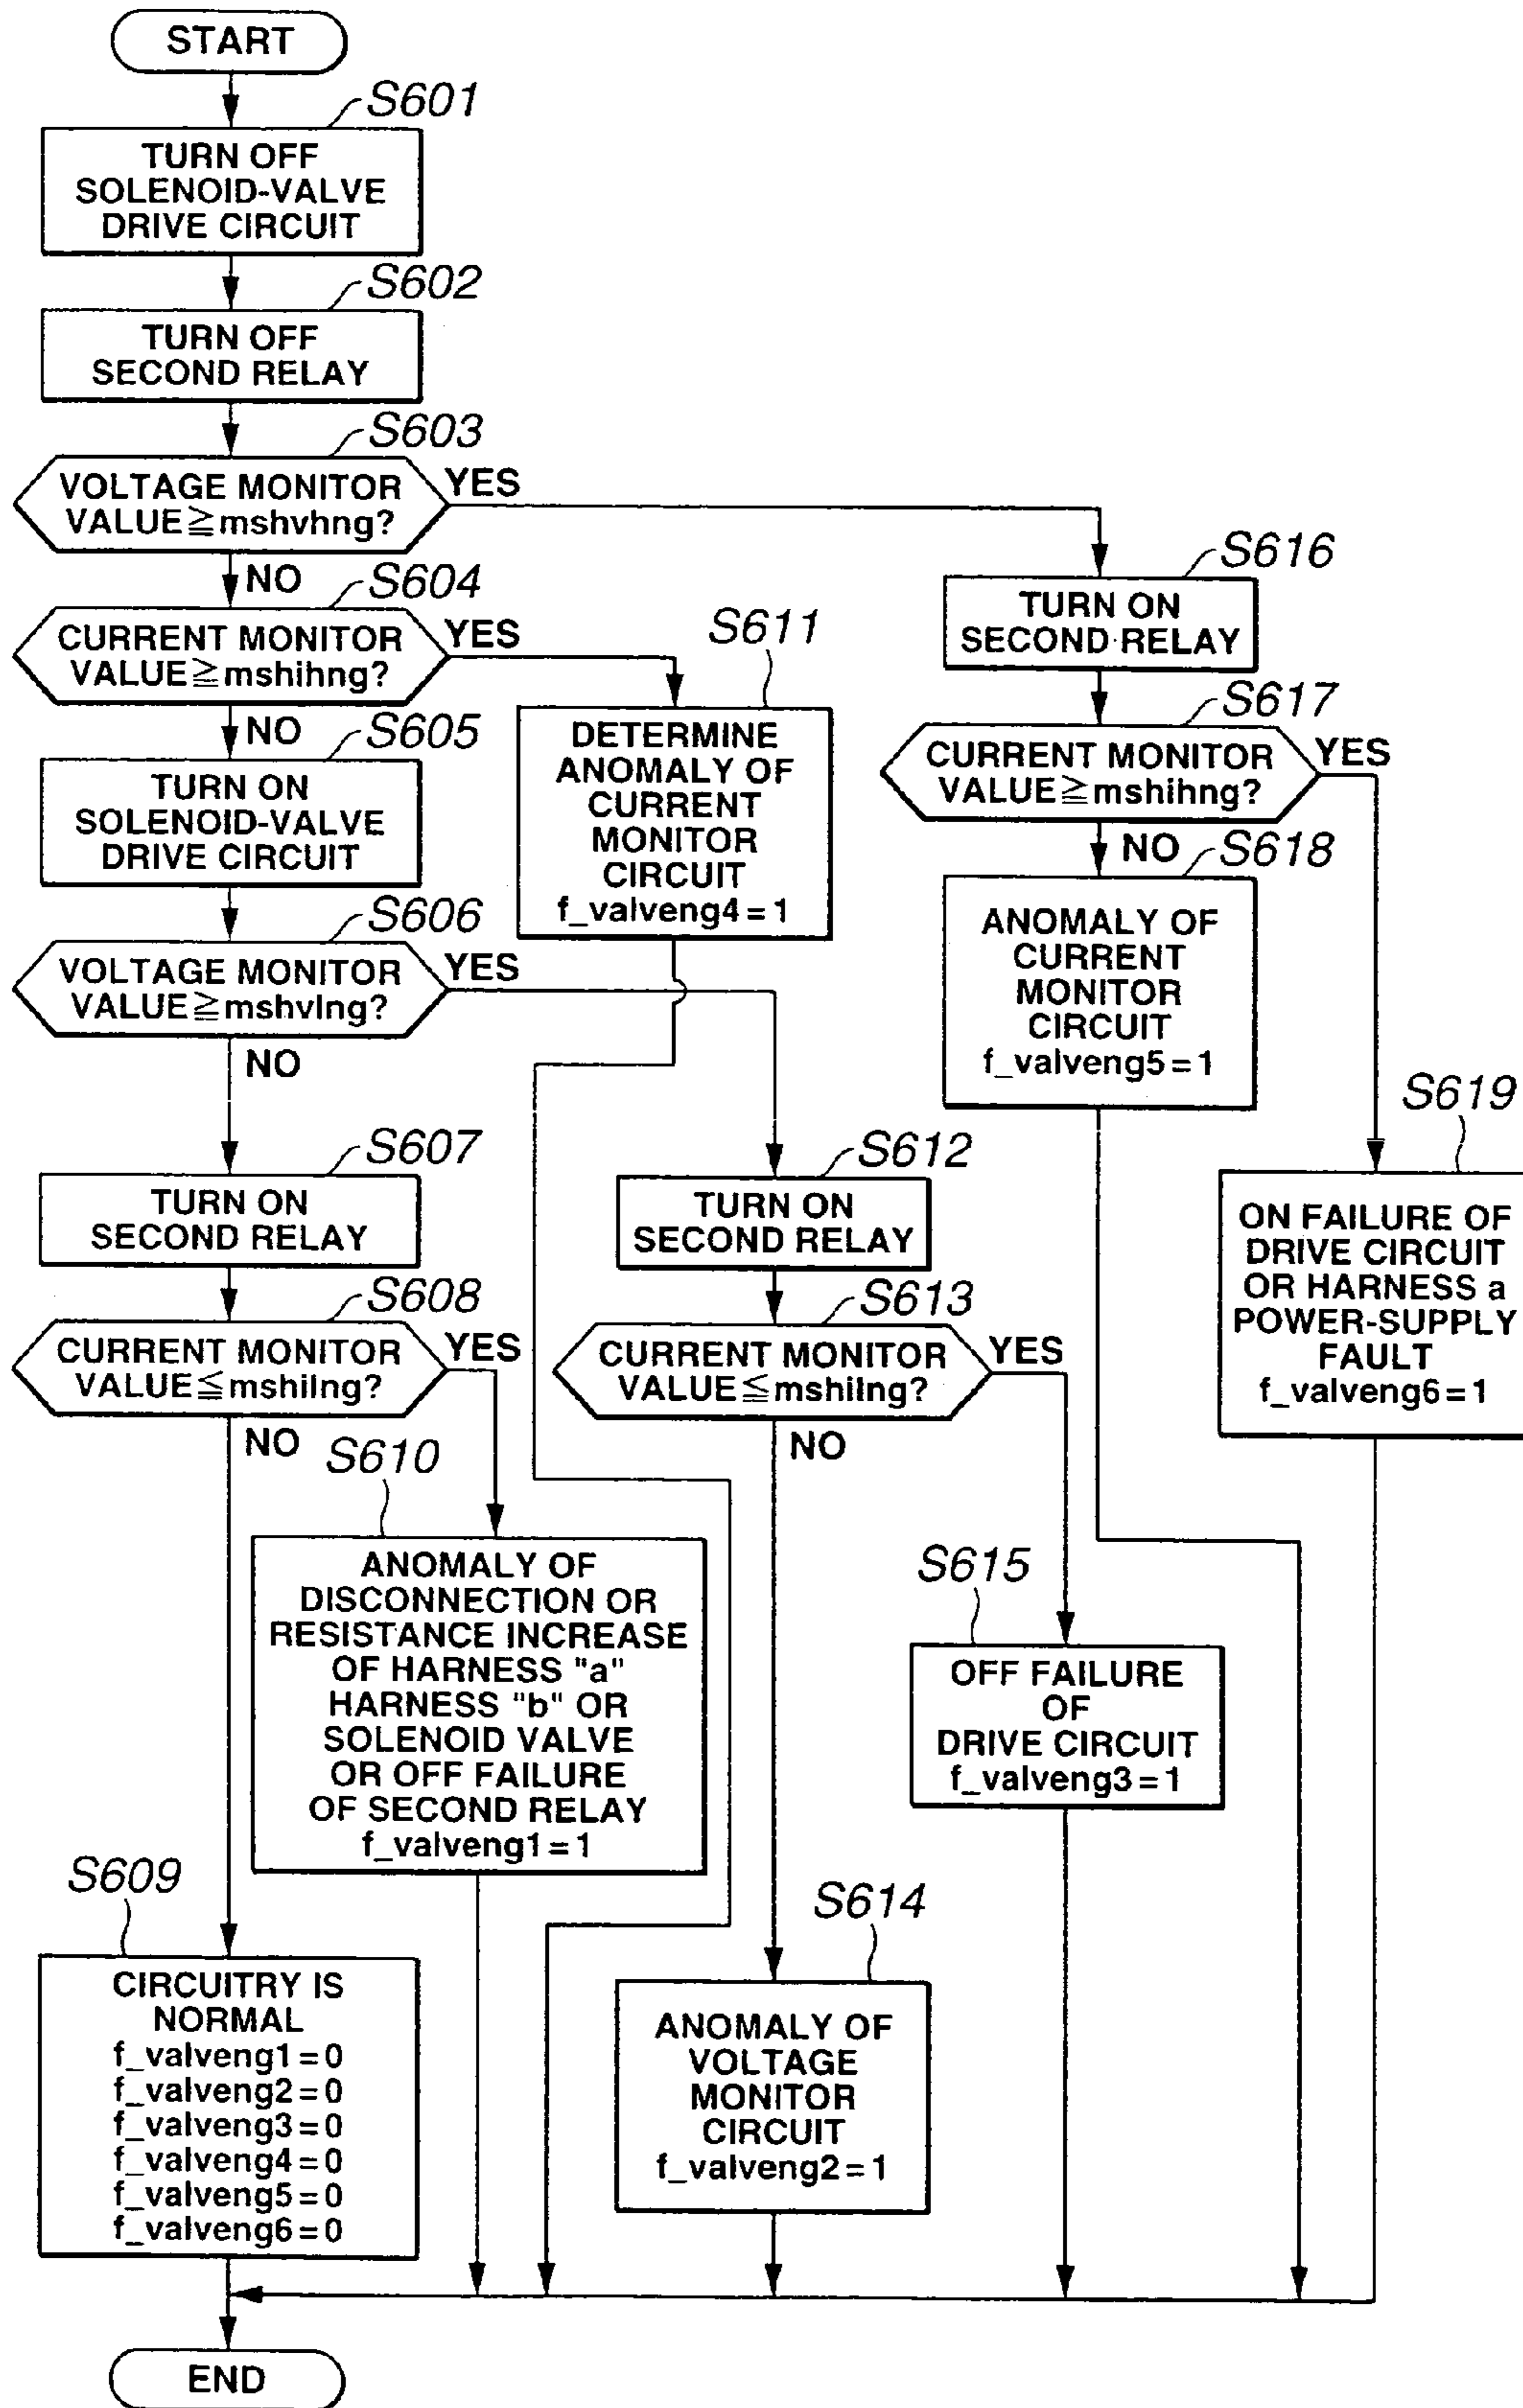 START
S601
TURN OFF
SOLENOID-VALVE
DRIVE CIRCUIT
S602
TURN OFF
SECOND RELAY
S603
VOLTAGE MONITOR
VALUE≧mshvhng?
YES
NO
S604
CURRENT MONITOR
VALUE≧mshihng?
YES
NO
S605
TURN ON
SOLENOID-VALVE
DRIVE CIRCUIT
S606
VOLTAGE MONITOR
VALUE≧mshvlng?
YES
NO
S607
TURN ON
SECOND RELAY
S608
CURRENT MONITOR
VALUE≦mshilng?
YES
NO
S609
CIRCUITRY IS
NORMAL
f_valveng1=0
f_valveng2=0
f_valveng3=0
f_valveng4=0
f_valveng5=0
f_valveng6=0
S610
ANOMALY OF
DISCONNECTION OR
RESISTANCE INCREASE
OF HARNESS "a"
HARNESS "b" OR
SOLENOID VALVE
OR OFF FAILURE
OF SECOND RELAY
f_valveng1=1
S611
DETERMINE
ANOMALY OF
CURRENT
MONITOR
CIRCUIT
f_valveng4=1
S612
TURN ON
SECOND RELAY
S613
CURRENT MONITOR
VALUE≦mshilng?
YES
NO
S614
ANOMALY OF
VOLTAGE
MONITOR
CIRCUIT
f_valveng2=1
S615
OFF FAILURE
OF
DRIVE CIRCUIT
f_valveng3=1
S616
TURN ON
SECOND RELAY
S617
CURRENT MONITOR
VALUE≧mshihng?
YES
NO
S618
ANOMALY OF
CURRENT
MONITOR
CIRCUIT
f_valveng5=1
S619
ON FAILURE OF
DRIVE CIRCUIT
OR HARNESS a
POWER-SUPPLY
FAULT
f_valveng6=1
END